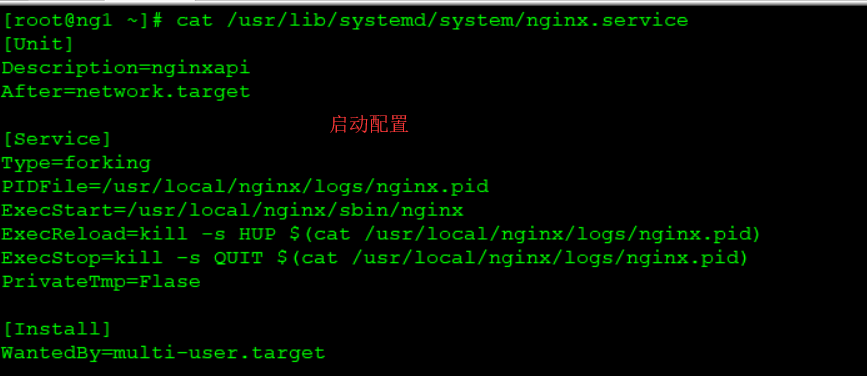 [root@ng1 ~]# cat /usr/lib/systemd/system/nginx.service
[Unit]
Description=nginxapi
After=network.target
启动配置
[Service]
Type=forking
PIDFile=/usr/local/nginx/logs/nginx.pid
ExecStart=/usr/local/nginx/sbin/nginx
ExecReload=kill -s HUP $(cat /usr/local/nginx/logs/nginx.pid)
ExecStop=kill -s QUIT $(cat /usr/local/nginx/logs/nginx.pid)
PrivateTmp=Flase
[Install]
WantedBy=multi-user.target